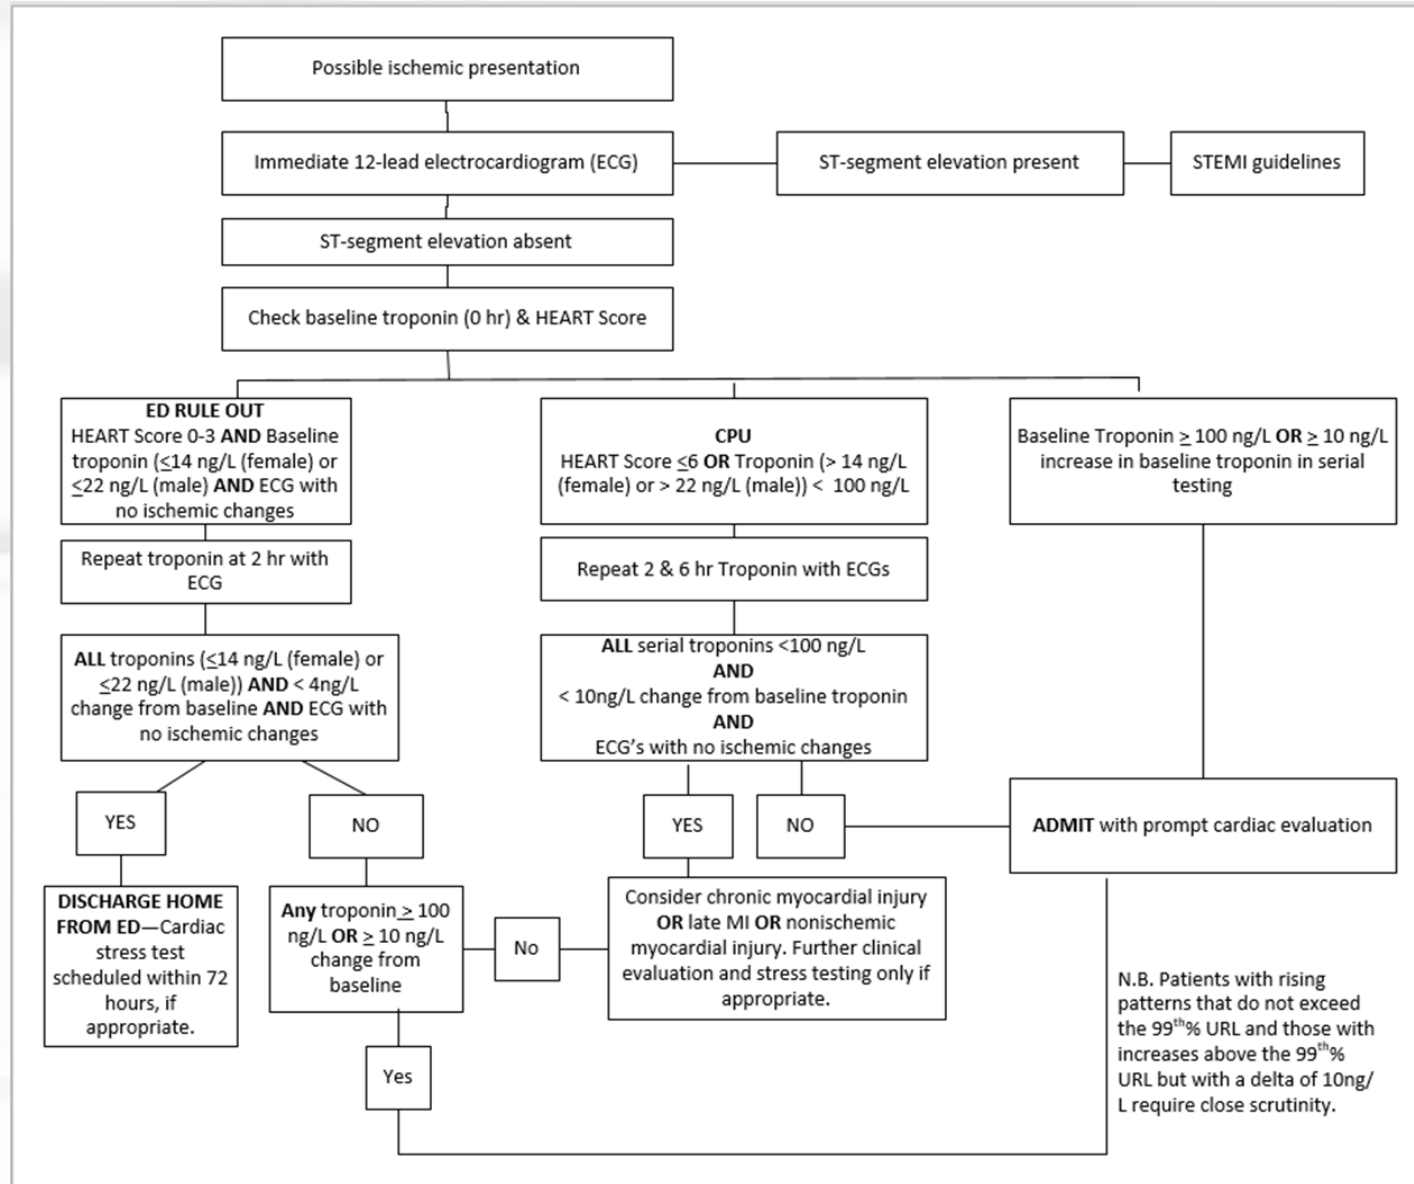 Possible ischemic presentation
Immediate 12-lead electrocardiogram (ECG)
ST-segment elevation present
STEMI guidelines
ST-segment elevation absent
Check baseline troponin (0 hr) & HEART Score
ED RULE OUT
HEART Score 0-3 AND Baseline
troponin (≤14 ng/L (female) or
≤22 ng/L (male) AND ECG with
no ischemic changes
CPU
HEART Score ≤6 OR Troponin (> 14 ng/L
(female) or > 22 ng/L (male)) < 100 ng/L
Baseline Troponin ≥ 100 ng/L OR ≥ 10 ng/L
increase in baseline troponin in serial
testing
Repeat troponin at 2 hr with
ECG
Repeat 2 & 6 hr Troponin with ECGs
ALL troponins (≤14 ng/L (female) or
≤22 ng/L (male)) AND < 4ng/L
change from baseline AND ECG with
no ischemic changes
ALL serial troponins <100 ng/L
AND
< 10ng/L change from baseline troponin
AND
ECG's with no ischemic changes
YES
NO
YES
NO
ADMIT with prompt cardiac evaluation
DISCHARGE HOME
FROM ED—Cardiac
stress test
scheduled within 72
hours, if
appropriate.
Any troponin ≥ 100
ng/L OR ≥ 10 ng/L
change from
baseline
No
Consider chronic myocardial injury
OR late MI OR nonischemic
myocardial injury. Further clinical
evaluation and stress testing only if
appropriate.
Yes
N.B. Patients with rising
patterns that do not exceed
the 99th% URL and those with
increases above the 99th%
URL but with a delta of 10ng/
L require close scrutinity.